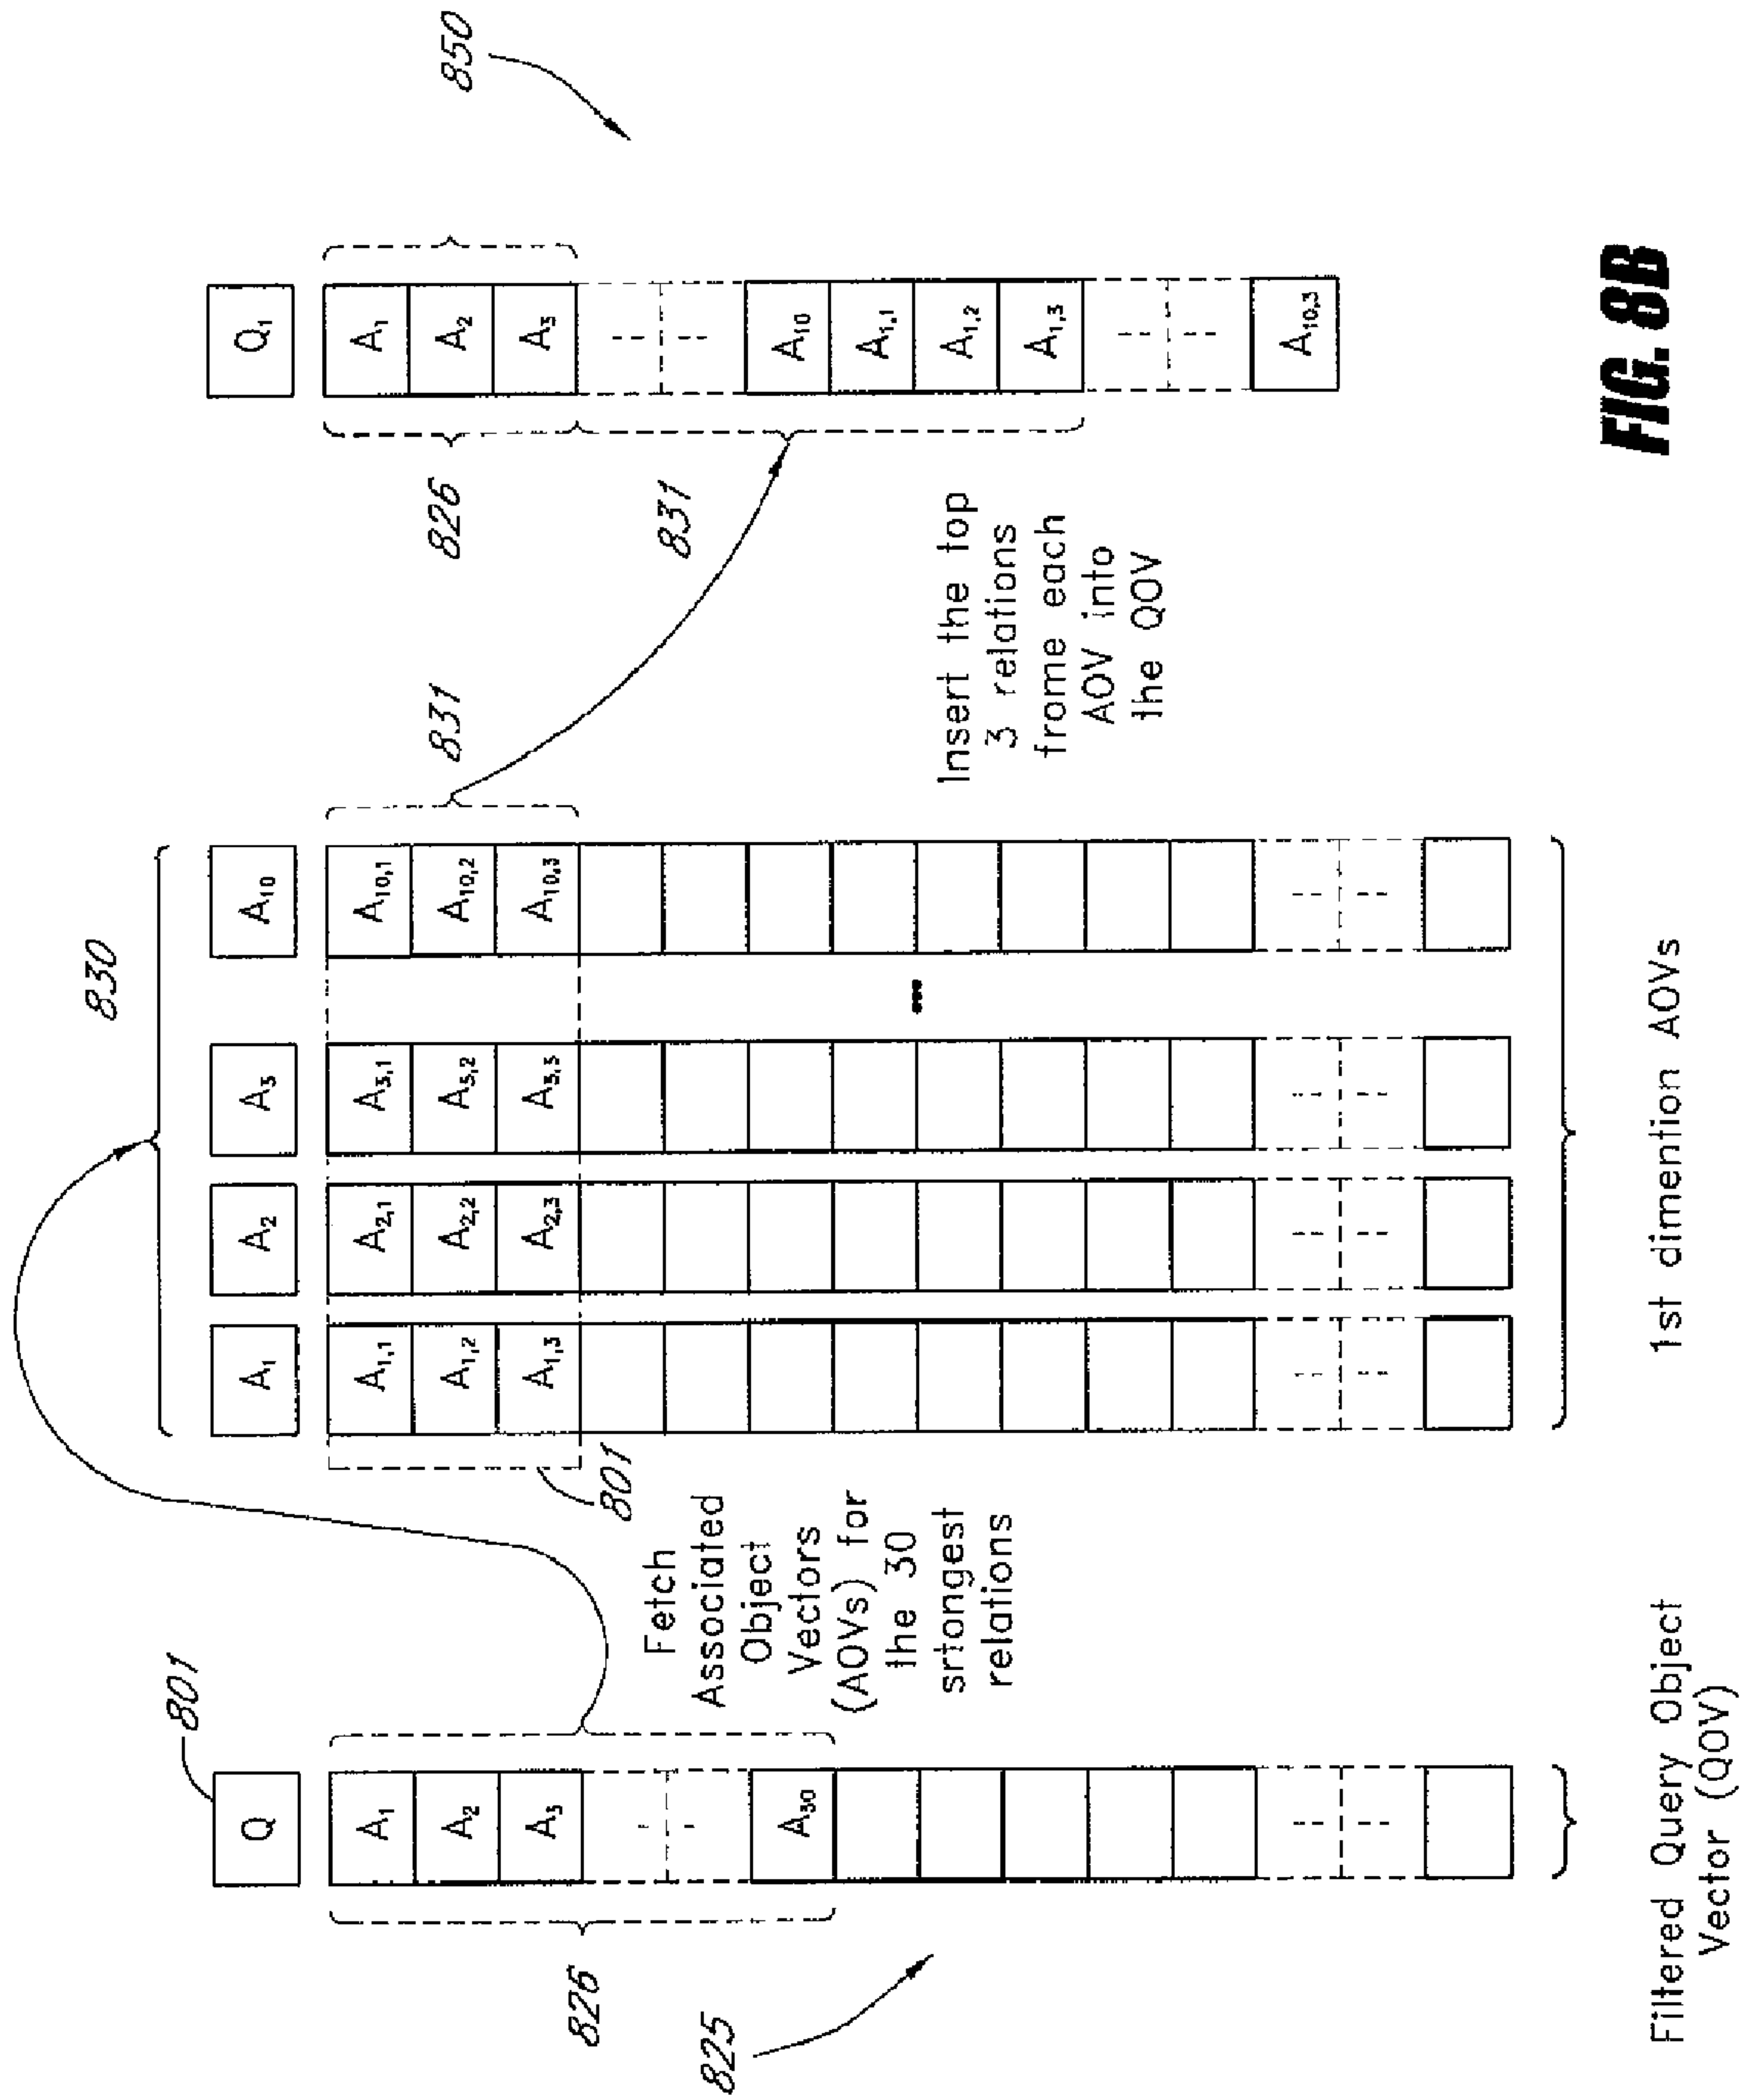 801
Q
A1
A2
A3
A30
826
825
Filtered Query Object
Vector (QOV)
Fetch
Associated
Object
Vectors
(AOVs) for
the 30
srtongest
relations
830
A1
A2
A3
A10
A1,1
A2,1
A3,1
A10,1
A1,2
A2,2
A3,2
A10,2
A1,3
A2,3
A3,3
A10,3
801
1st dimention AOVs
831
Insert the top
3 relations
frome each
AOV into
the QOV
826
831
Q1
A1
A2
A3
A10
A1,1
A1,2
A1,3
A10,3
850
FIG. 8B